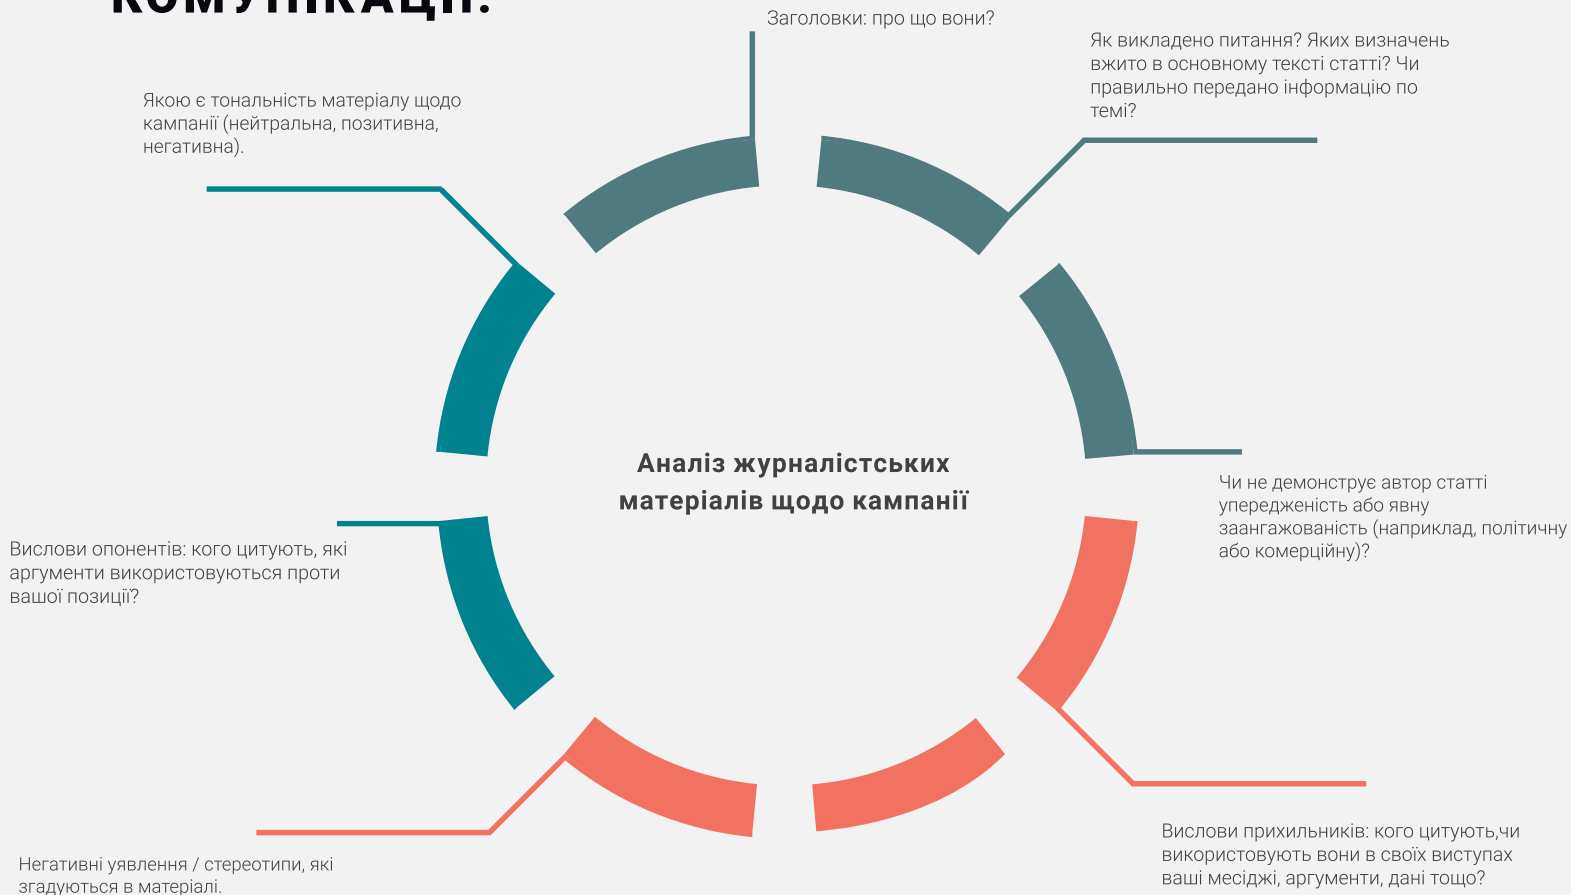 КОМУНІКАЦІЇ:
Заголовки: про що вони?
Як викладено питання? Яких визначень
вжито в основному тексті статті? Чи
правильно передано інформацію по
темі?
Якою є тональність матеріалу щодо
кампанії (нейтральна, позитивна,
негативна).
Аналіз журналістських
матеріалів щодо кампанії
Чи не демонструє автор статті
упередженість або явну
заангажованість (наприклад, політичну
або комерційну)?
Вислови опонентів: кого цитують, які
аргументи використовуються проти
вашої позиції?
Вислови прихильників: кого цитують,чи
використовують вони в своїх виступах
ваші месіджі, аргументи, дані тощо?
Негативні уявлення / стереотипи, які
згадуються в матеріалі.